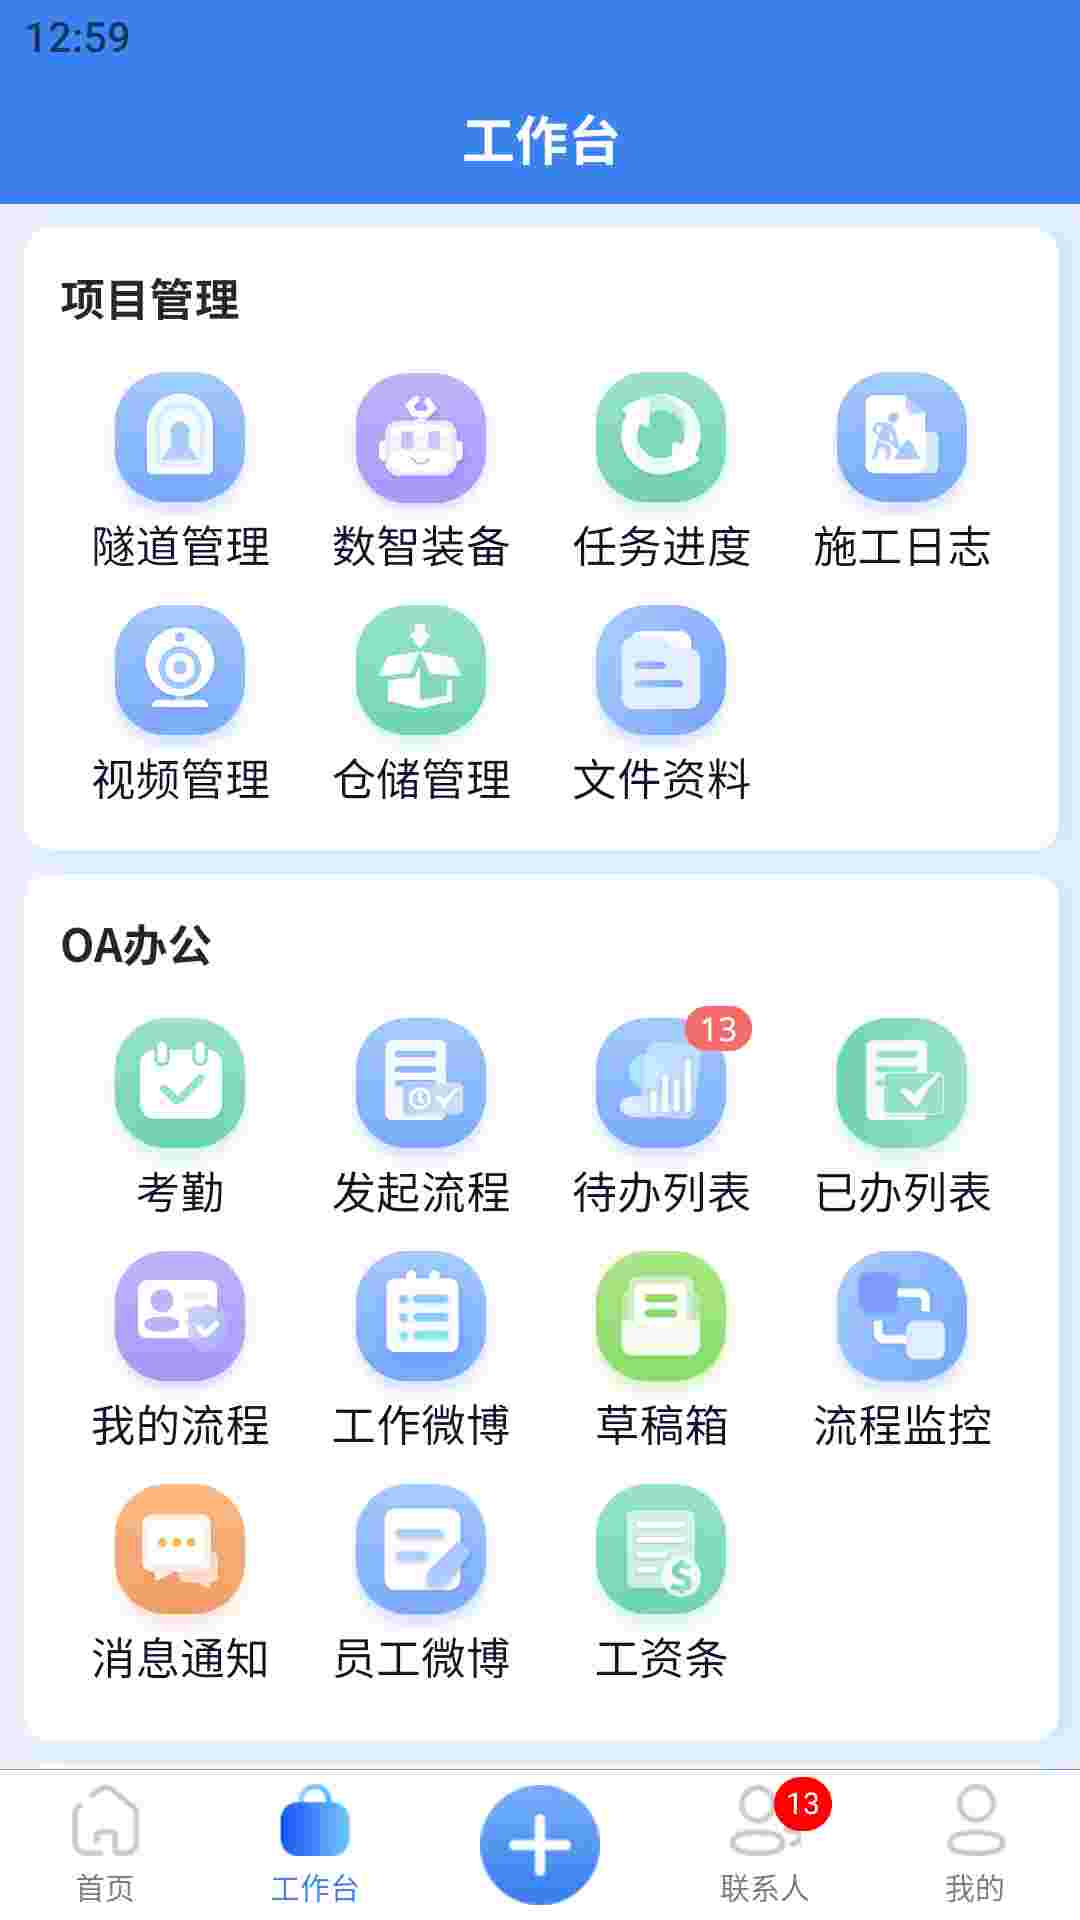 12:59
工作台
项目管理
隧道管理 数智装备 任务进度 施工日志
视频管理 仓储管理 文件资料
OA办公
13
考勤 发起流程 待办列表 已办列表
我的流程 工作微博 草稿箱 流程监控
消息通知 员工微博 工资条
13
首页 工作台 联系人 我的